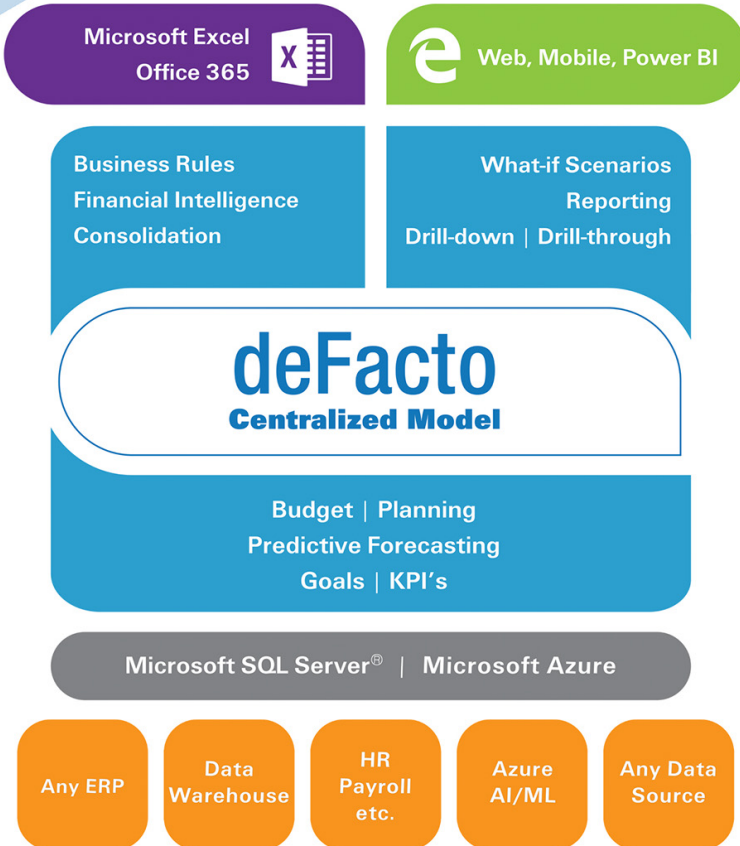 Microsoft Excel
Office 365
Web, Mobile, Power BI
Business Rules
Financial Intelligence
Consolidation
What-if Scenarios
Reporting
Drill-down | Drill-through
deFacto
Centralized Model
Budget | Planning
Predictive Forecasting
Goals | KPI's
Microsoft SQL Server® | Microsoft Azure
Any ERP
Data
Warehouse
HR
Payroll
etc.
Azure
AI/ML
Any Data
Source